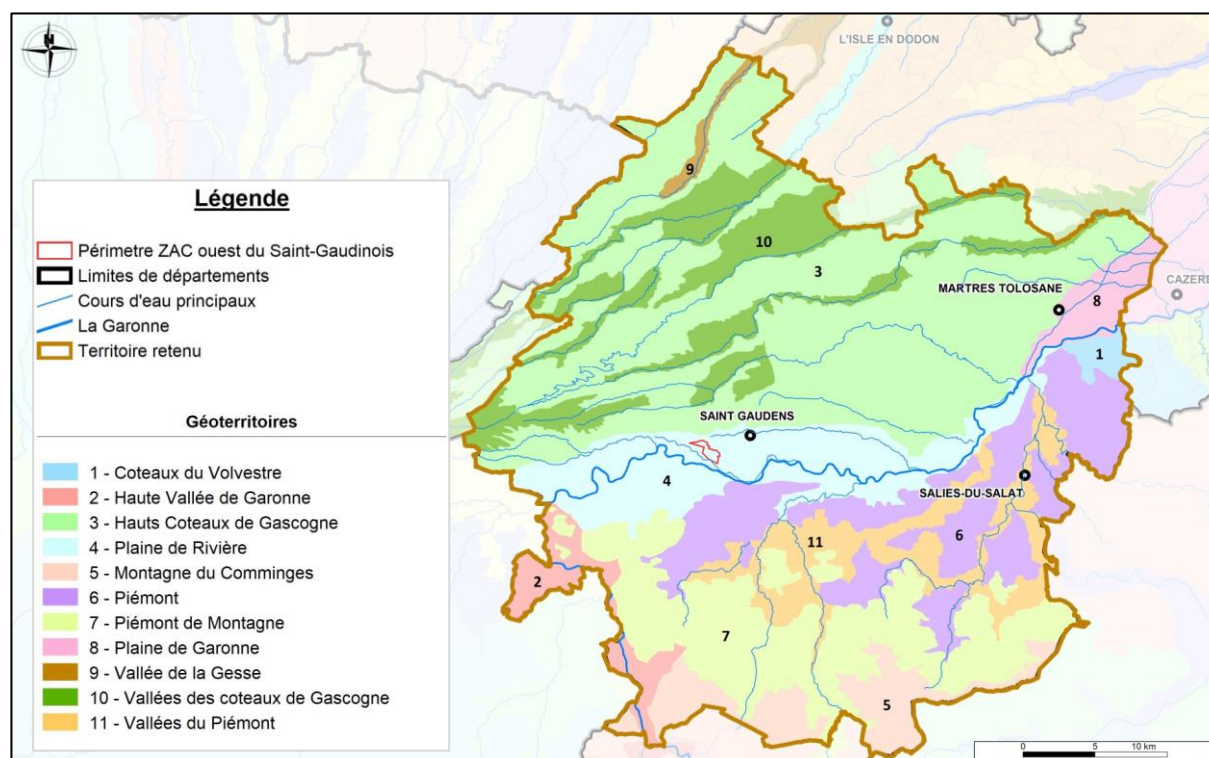 N
L'ISLE EN DODON
9
10
3
MARTRES TOLOSANE
CAZERE
8
1
SAINT GAUDENS
4
SALIES-DU-SALAT
6
11
2
7
5
Légende
Périmetre ZAC ouest du Saint-Gaudinois
Limites de départements
Cours d'eau principaux
La Garonne
Territoire retenu
Géoterritoires
1 - Coteaux du Volvestre
2 - Haute Vallée de Garonne
3 - Hauts Coteaux de Gascogne
4 - Plaine de Rivière
5 - Montagne du Comminges
6 - Piémont
7 - Piémont de Montagne
8 - Plaine de Garonne
9 - Vallée de la Gesse
10 - Vallées des coteaux de Gascogne
11 - Vallées du Piémont
0 5 10 km